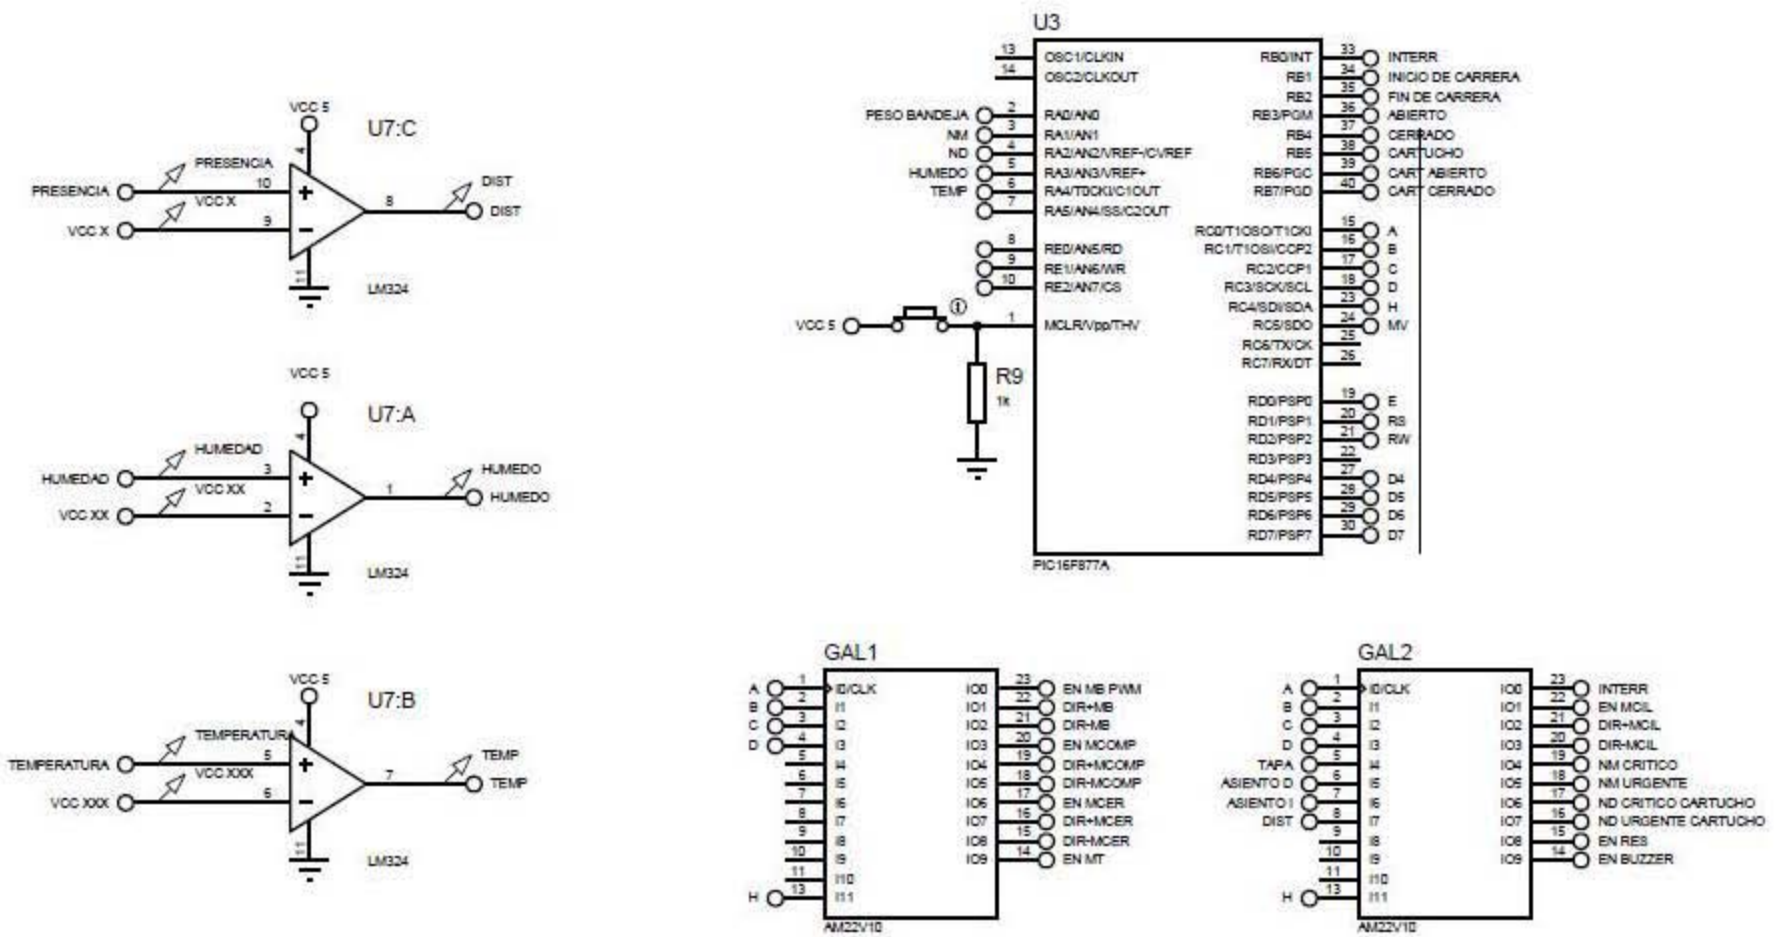 VCC 5
U7:C
4
PRESENCIA
PRESENCIA
10
+
8
DIST
DIST
VCC X
VCC X
9
-
11
LM324
VCC 5
U7:A
4
HUMEDAD
HUMEDAD
3
+
1
HUMEDO
HUMEDO
VCC XX
VCC XX
2
-
11
LM324
VCC 5
U7:B
4
TEMPERATURA
TEMPERATURA
5
+
7
TEMP
TEMP
VCC XXX
VCC XXX
6
-
11
LM324
U3
13 OSC1/CLKIN
14 OSC2/CLKOUT
PESO BANDEJA 2 RA0/AN0
NM 3 RA1/AN1
ND 4 RA2/AN2/VREF-/CVREF
HUMEDO 5 RA3/AN3/VREF+
TEMP 6 RA4/T0CKI/C1OUT
7 RA5/AN4/SS/C2OUT
8 RE0/AN5/RD
9 RE1/AN6/WR
10 RE2/AN7/CS
VCC 5 1 MCLR/Vpp/THV
R9
1k
RB0/INT 33 INTERR
RB1 34 INICIO DE CARRERA
RB2 35 FIN DE CARRERA
RB3/PGM 36 ABIERTO
RB4 37 CERRADO
RB5 38 CARTUCHO
RB6/PGC 39 CART ABIERTO
RB7/PGD 40 CART CERRADO
RC0/T1OSO/T1CKI 15 A
RC1/T1OSI/CCP2 16 B
RC2/CCP1 17 C
RC3/SCK/SCL 18 D
RC4/SDI/SDA 23 H
RC5/SDO 24 MV
RC6/TX/CK 25
RC7/RX/DT 26
RD0/PSP0 19 E
RD1/PSP1 20 RS
RD2/PSP2 21 RW
RD3/PSP3 22
RD4/PSP4 27 D4
RD5/PSP5 28 D5
RD6/PSP6 29 D6
RD7/PSP7 30 D7
PIC16F877A
GAL1
A 1 I0/CLK IO0 23 EN MB PWM
B 2 I1 IO1 22 DIR+MB
C 3 I2 IO2 21 DIR-MB
D 4 I3 IO3 20 EN MCOMP
5 I4 IO4 19 DIR+MCOMP
6 I5 IO5 18 DIR-MCOMP
7 I6 IO6 17 EN MCER
8 I7 IO7 16 DIR+MCER
9 I8 IO8 15 DIR-MCER
10 I9 IO9 14 EN MT
11 I10
H 13 I11
AM22V10
GAL2
A 1 I0/CLK IO0 23 INTERR
B 2 I1 IO1 22 EN MCIL
C 3 I2 IO2 21 DIR+MCIL
D 4 I3 IO3 20 DIR-MCIL
TAPA 5 I4 IO4 19 NM CRITICO
ASIENTO D 6 I5 IO5 18 NM URGENTE
ASIENTO I 7 I6 IO6 17 ND CRITICO CARTUCHO
DIST 8 I7 IO7 16 ND URGENTE CARTUCHO
9 I8 IO8 15 EN RES
10 I9 IO9 14 EN BUZZER
11 I10
H 13 I11
AM22V10